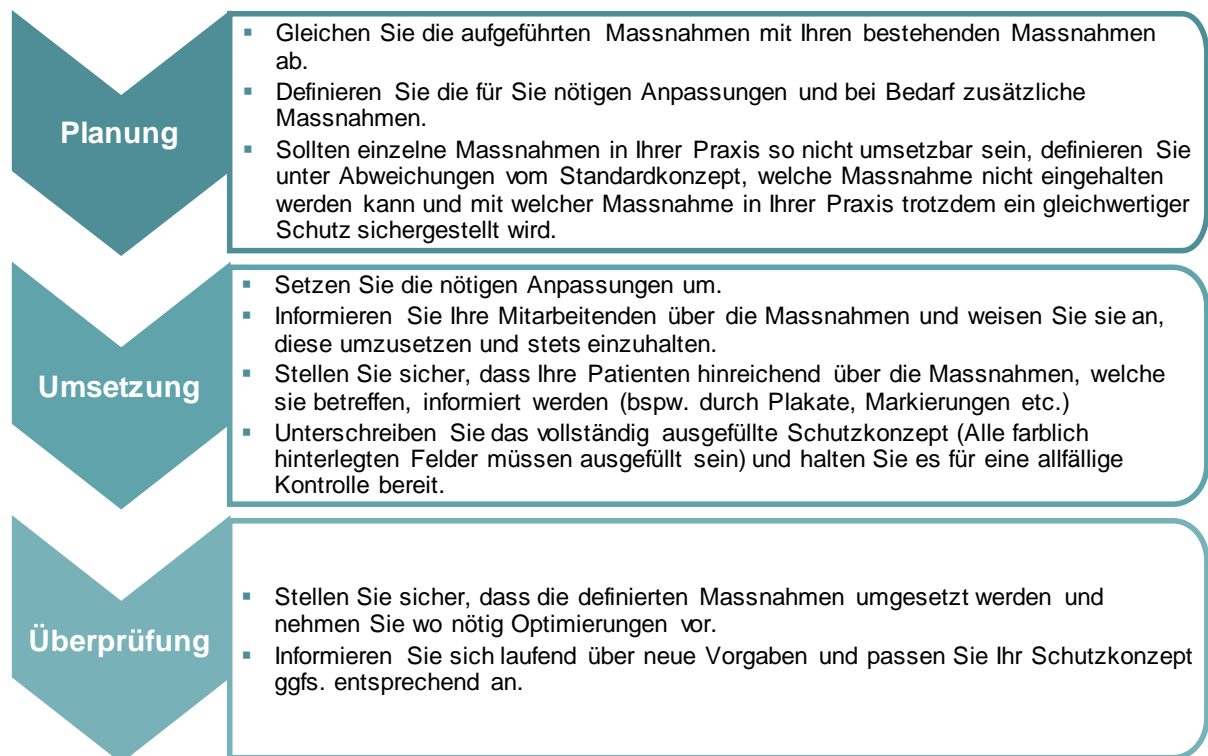 Planung
▪ Gleichen Sie die aufgeführten Massnahmen mit Ihren bestehenden Massnahmen
ab.
▪ Definieren Sie die für Sie nötigen Anpassungen und bei Bedarf zusätzliche
Massnahmen.
▪ Sollten einzelne Massnahmen in Ihrer Praxis so nicht umsetzbar sein, definieren Sie
unter Abweichungen vom Standardkonzept, welche Massnahme nicht eingehalten
werden kann und mit welcher Massnahme in Ihrer Praxis trotzdem ein gleichwertiger
Schutz sichergestellt wird.
Umsetzung
▪ Setzen Sie die nötigen Anpassungen um.
▪ Informieren Sie Ihre Mitarbeitenden über die Massnahmen und weisen Sie sie an,
diese umzusetzen und stets einzuhalten.
▪ Stellen Sie sicher, dass Ihre Patienten hinreichend über die Massnahmen, welche
sie betreffen, informiert werden (bspw. durch Plakate, Markierungen etc.)
▪ Unterschreiben Sie das vollständig ausgefüllte Schutzkonzept (Alle farblich
hinterlegten Felder müssen ausgefüllt sein) und halten Sie es für eine allfällige
Kontrolle bereit.
Überprüfung
▪ Stellen Sie sicher, dass die definierten Massnahmen umgesetzt werden und
nehmen Sie wo nötig Optimierungen vor.
▪ Informieren Sie sich laufend über neue Vorgaben und passen Sie Ihr Schutzkonzept
ggfs. entsprechend an.